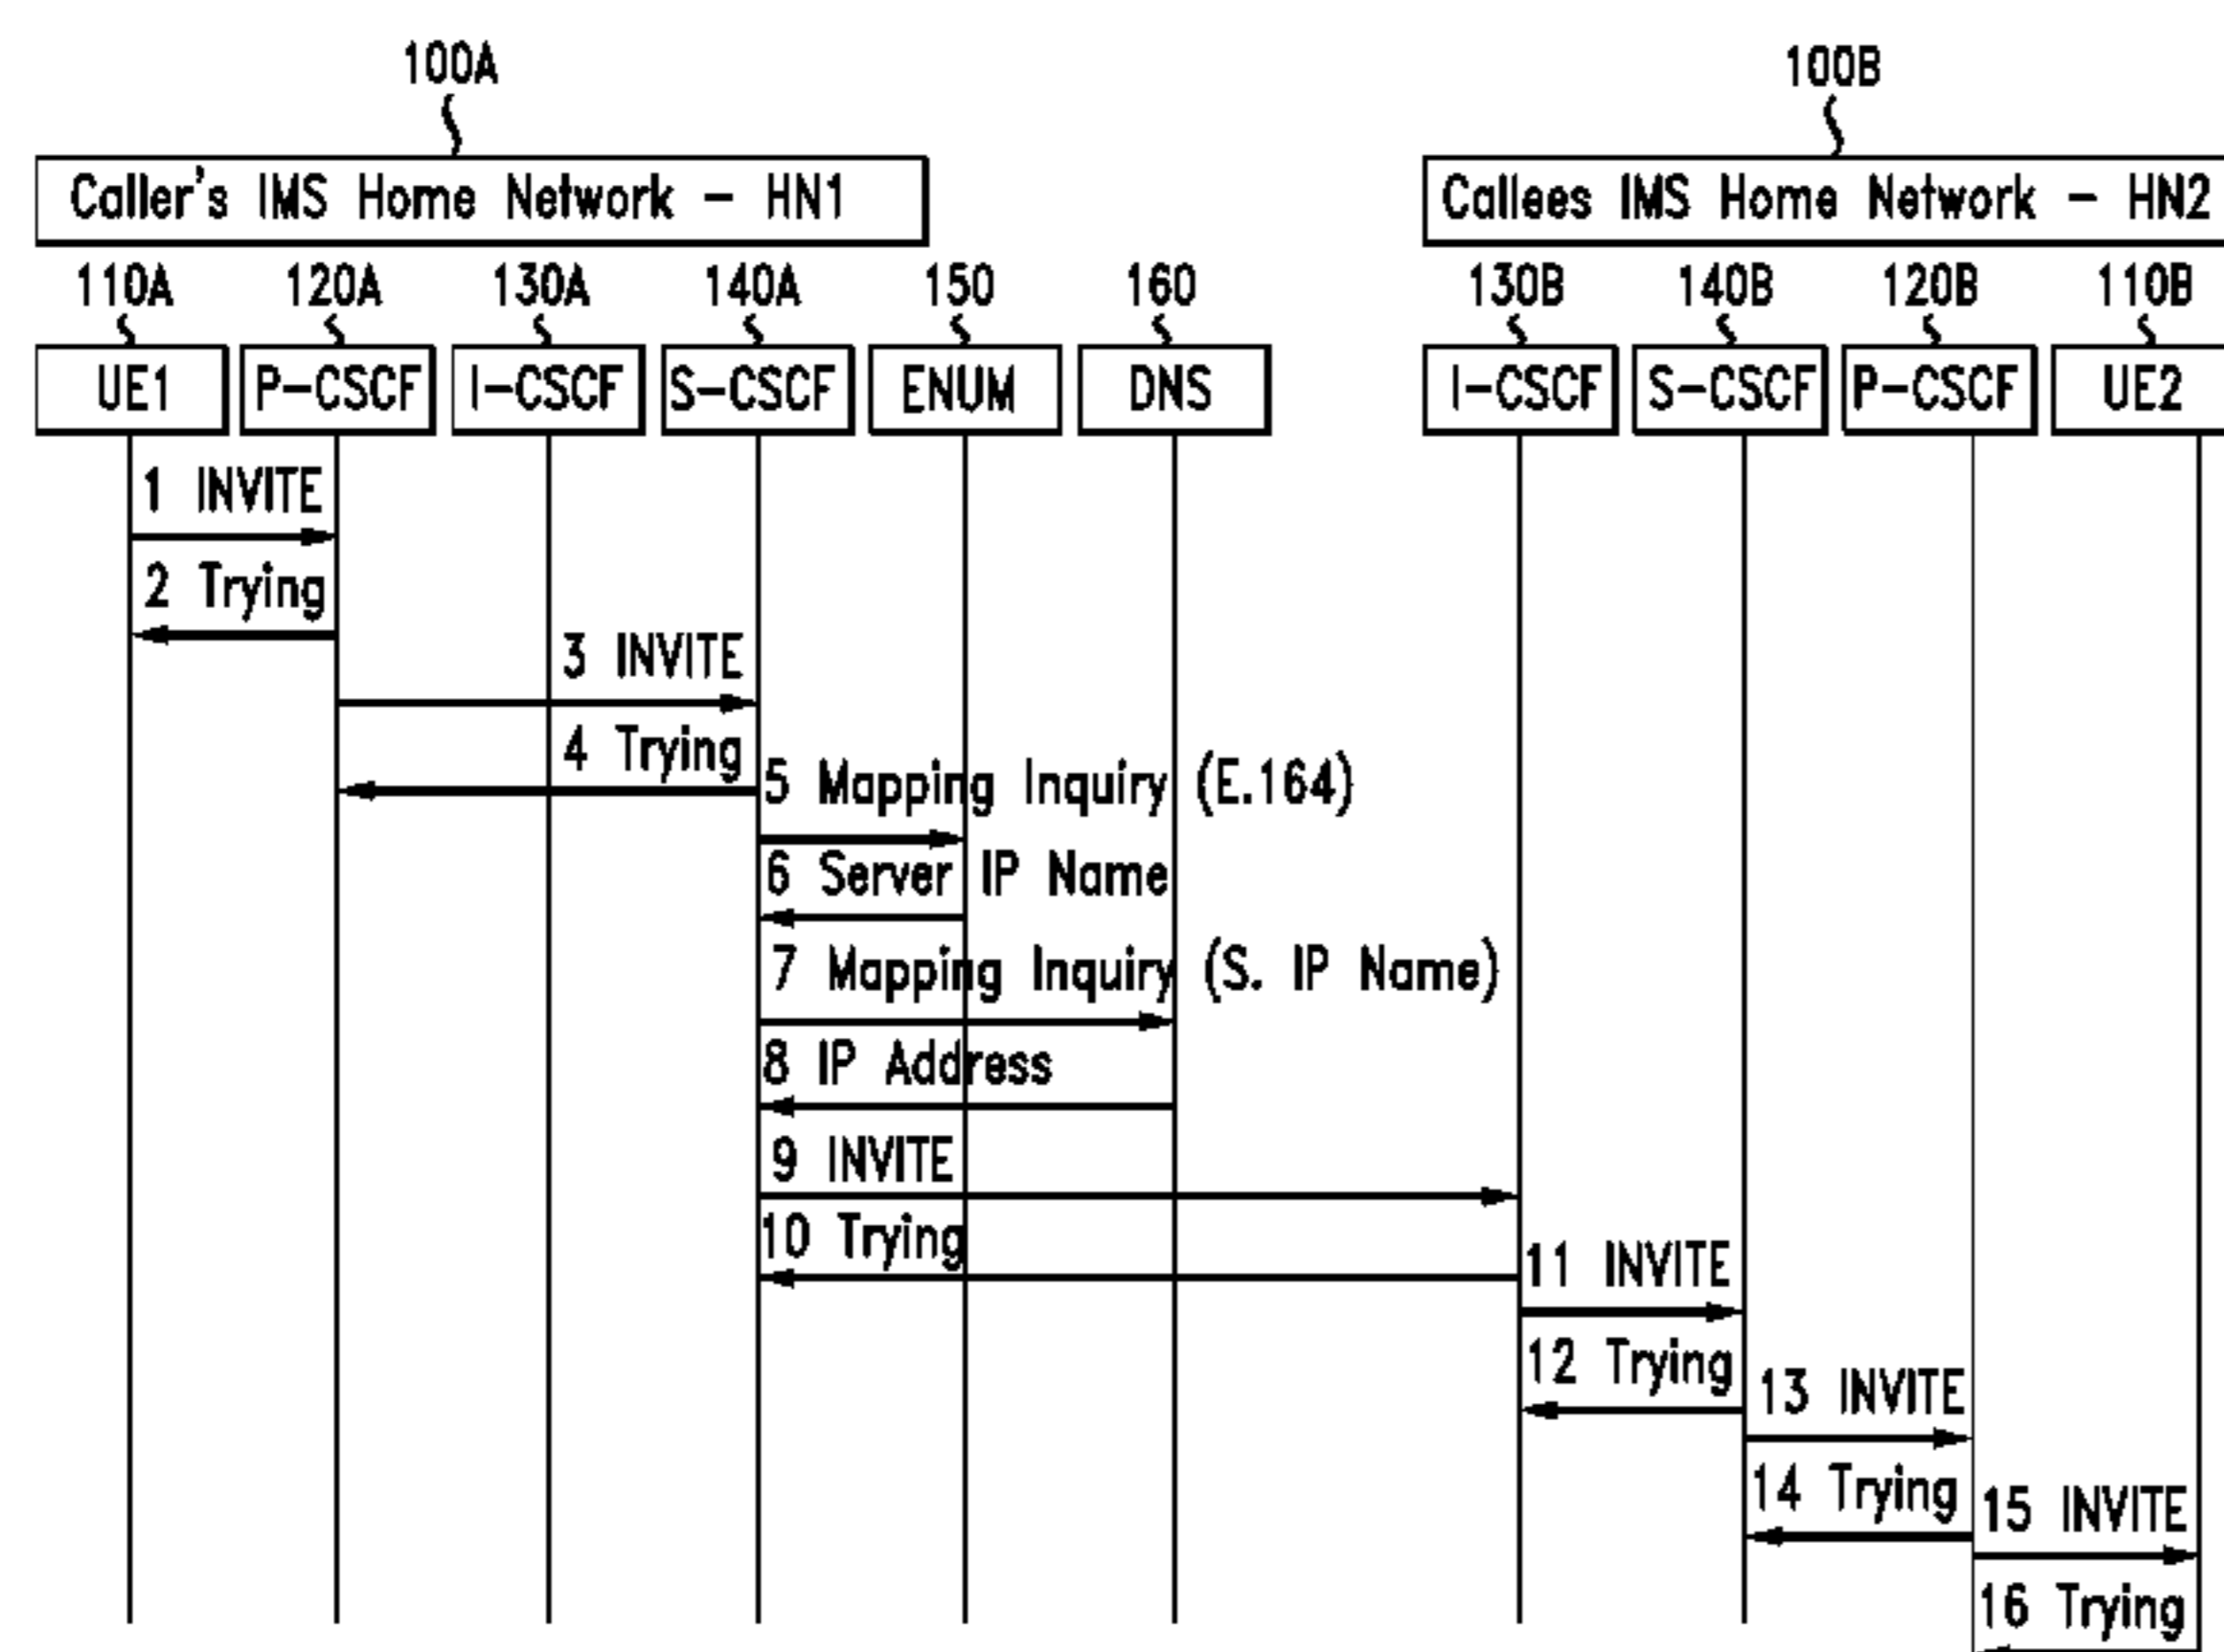 100A 100B
Caller's IMS Home Network - HN1 Callees IMS Home Network - HN2
110A 120A 130A 140A 150 160 130B 140B 120B 110B
UE1 P-CSCF I-CSCF S-CSCF ENUM DNS I-CSCF S-CSCF P-CSCF UE2
1 INVITE
2 Trying
3 INVITE
4 Trying
5 Mapping Inquiry (E.164)
6 Server IP Name
7 Mapping Inquiry (S. IP Name)
8 IP Address
9 INVITE
10 Trying
11 INVITE
12 Trying
13 INVITE
14 Trying
15 INVITE
16 Trying